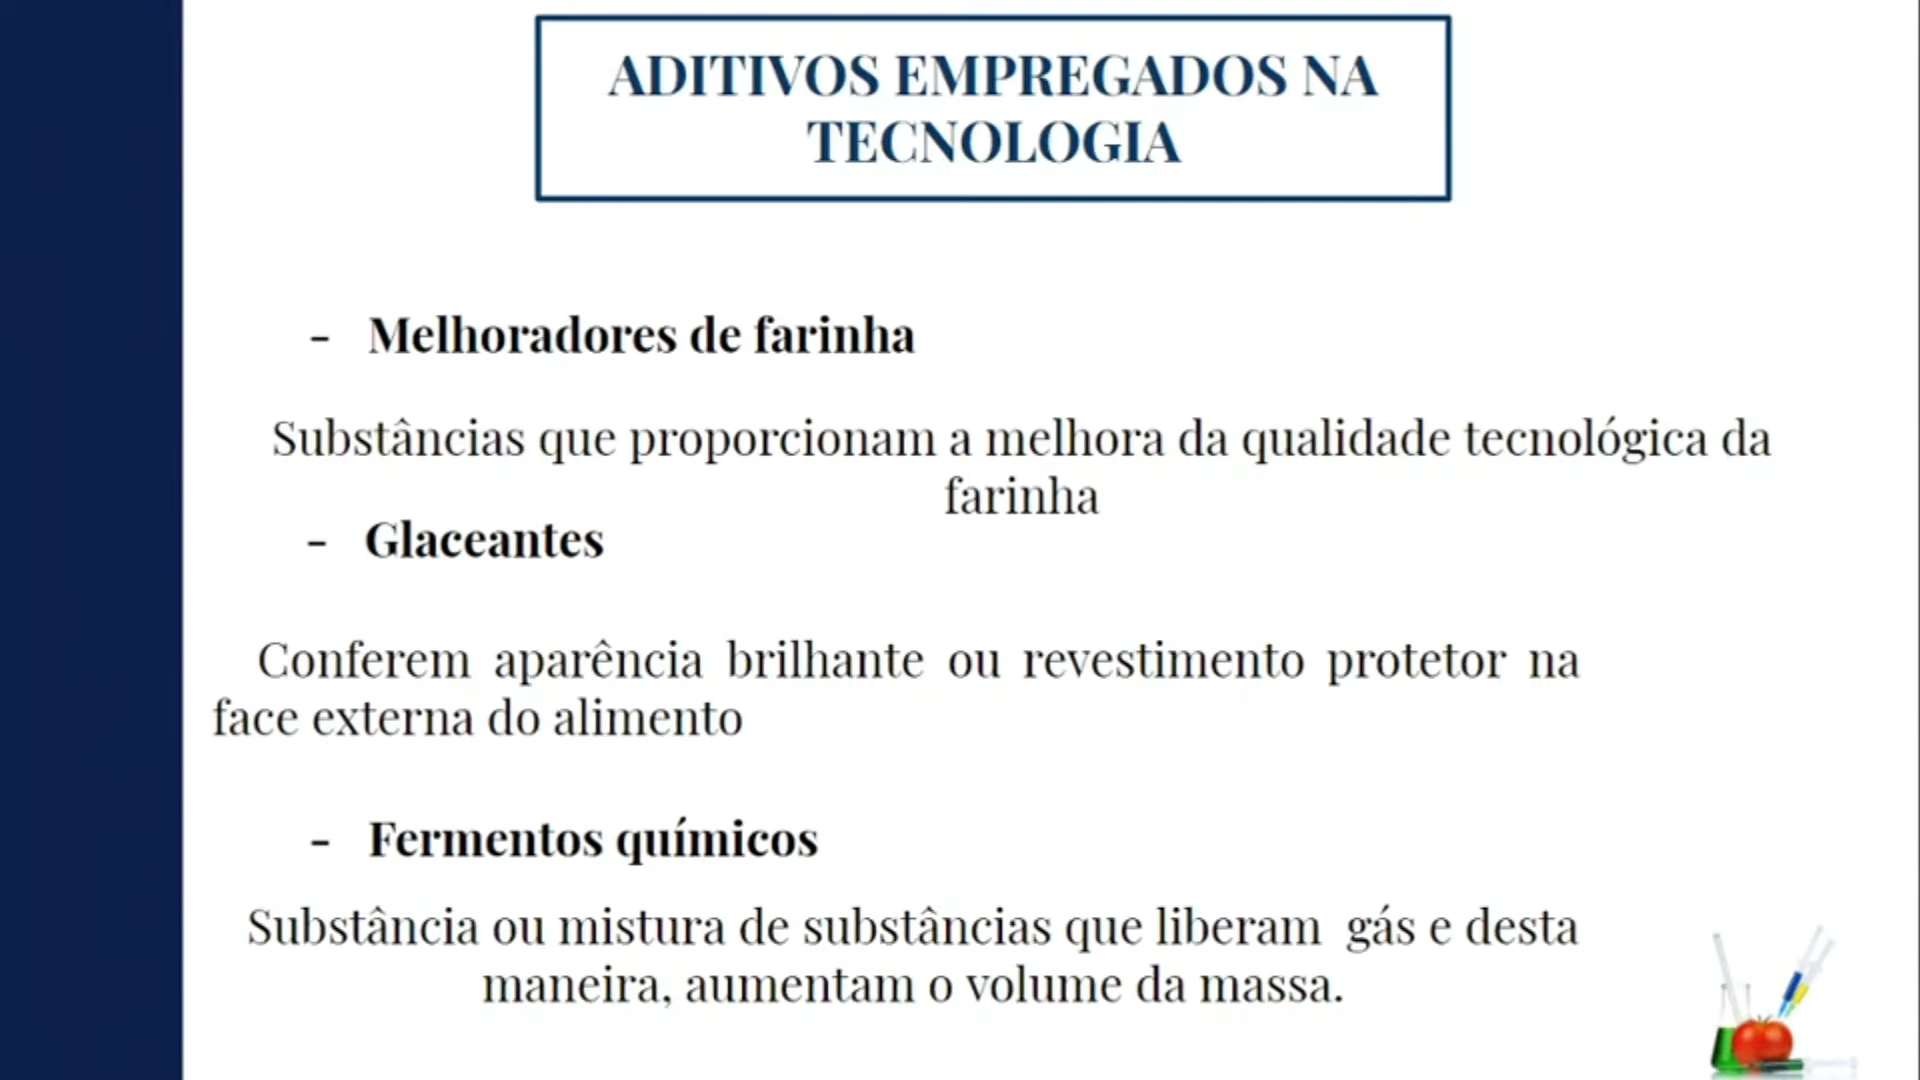 ADITIVOS EMPREGADOS NA
TECNOLOGIA
- Melhoradores de farinha
Substâncias que proporcionam a melhora da qualidade tecnológica da
farinha
- Glaceantes
Conferem aparência brilhante ou revestimento protetor na
face externa do alimento
- Fermentos químicos
Substância ou mistura de substâncias que liberam gás e desta
maneira, aumentam o volume da massa.